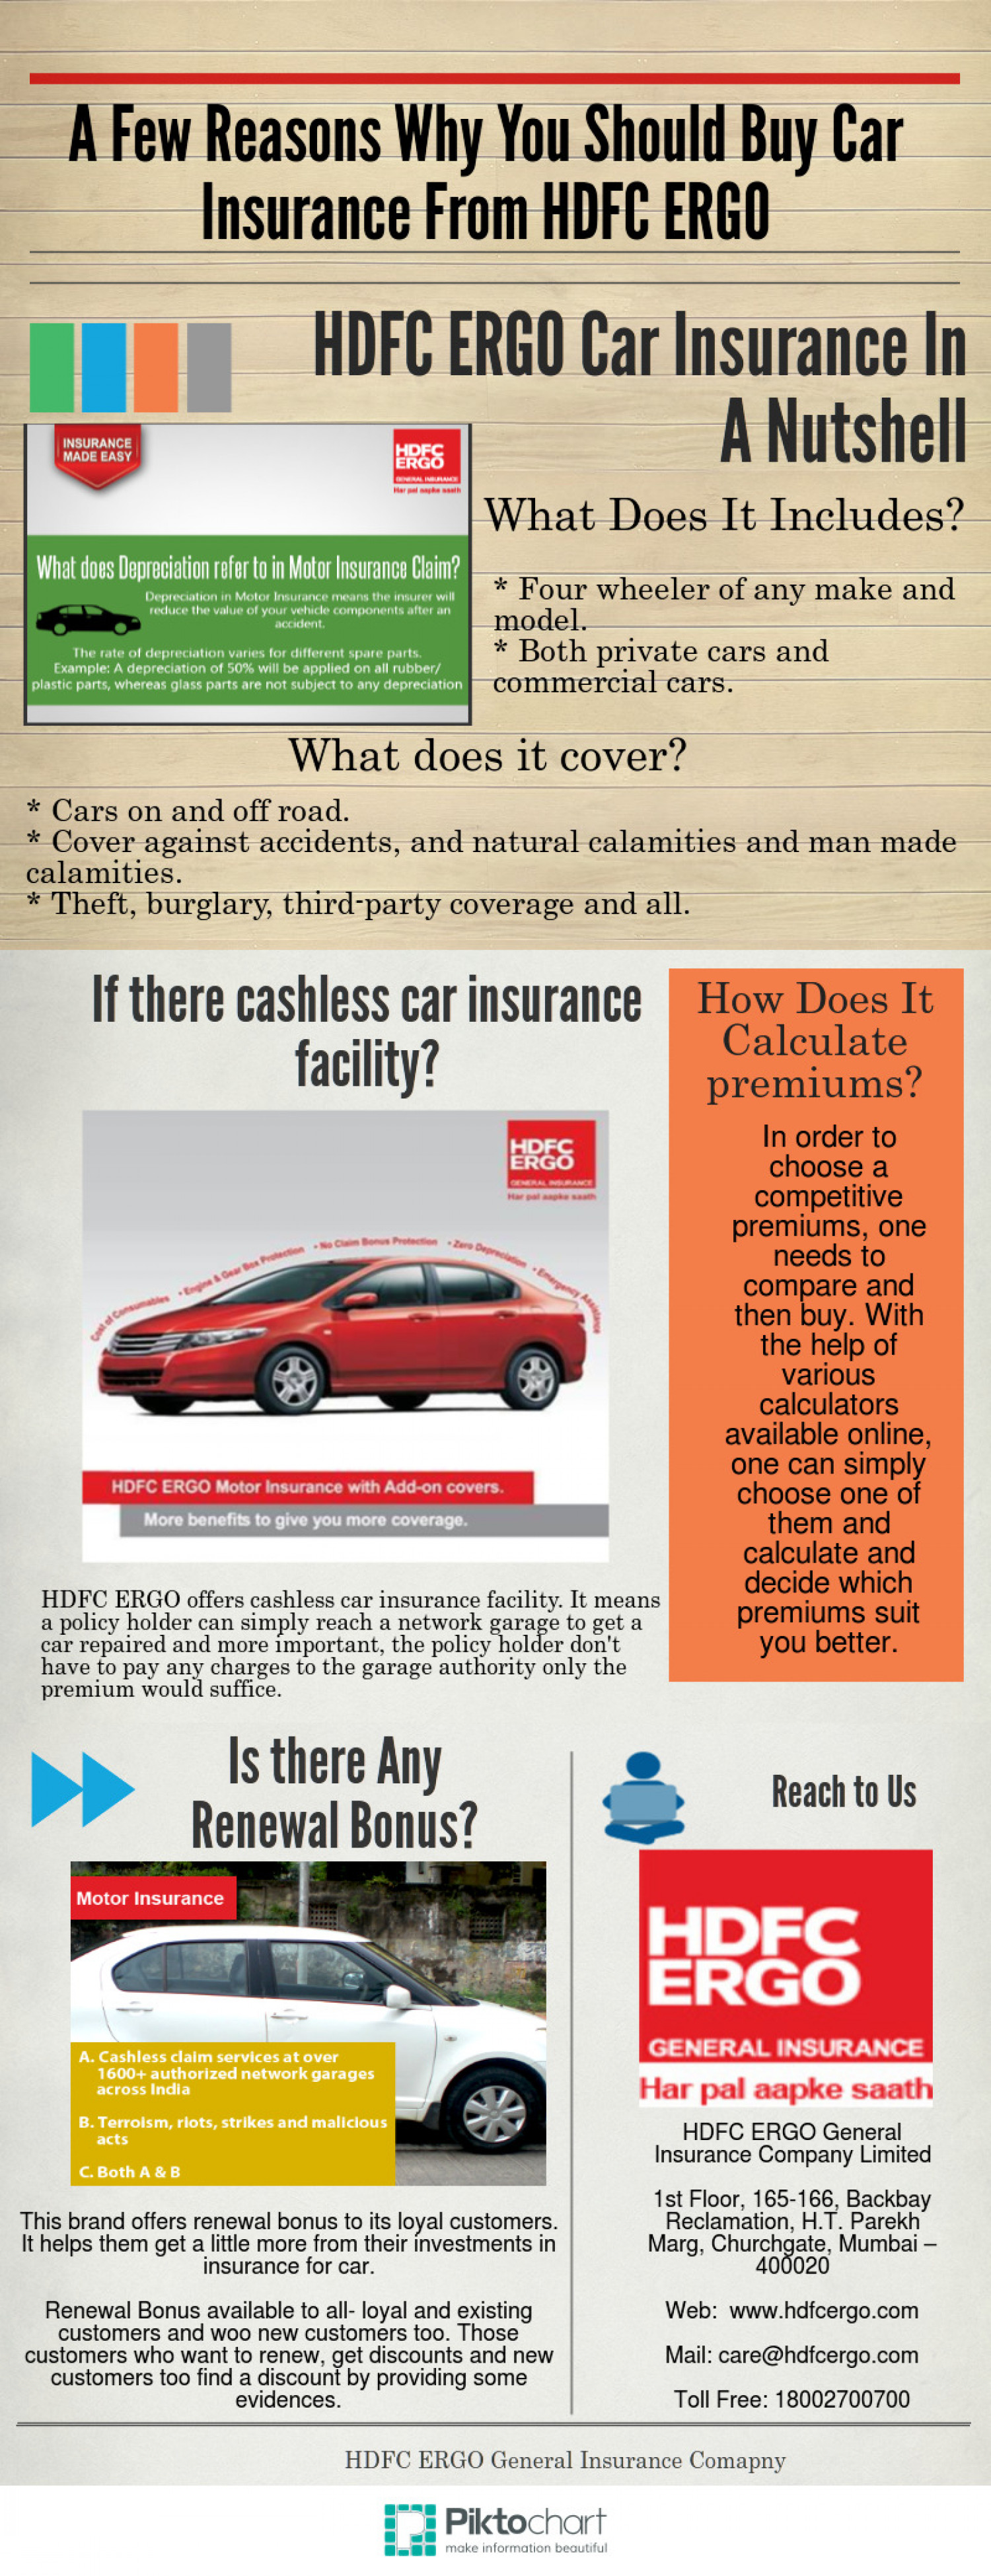 A Few Reasons Why You Should Buy Car
Insurance From HDFC ERGO
HDFC ERGO Car Insurance In
A Nutshell
INSURANCE
MADE EASY
HDFC
ERGO
GENERAL INSURANCE
Har pal aapke saath
What does Depreciation refer to in Motor Insurance Claim?
Depreciation in Motor Insurance means the insurer will
reduce the value of your vehicle components after an
accident.
The rate of depreciation varies for different spare parts.
Example: A depreciation of 50% will be applied on all rubber/
plastic parts, whereas glass parts are not subject to any depreciation
What Does It Includes?
* Four wheeler of any make and
model.
* Both private cars and
commercial cars.
What does it cover?
* Cars on and off road.
* Cover against accidents, and natural calamities and man made
calamities.
* Theft, burglary, third-party coverage and all.
If there cashless car insurance
facility?
HDFC
ERGO
GENERAL INSURANCE
Har pal aapke saath
Cost of Consumables • Engine & Gear Box Protection • No Claim Bonus Protection • Zero Depreciation • Emergency Assistance
HDFC ERGO Motor Insurance with Add-on covers.
More benefits to give you more coverage.
HDFC ERGO offers cashless car insurance facility. It means
a policy holder can simply reach a network garage to get a
car repaired and more important, the policy holder don't
have to pay any charges to the garage authority only the
premium would suffice.
How Does It
Calculate
premiums?
In order to
choose a
competitive
premiums, one
needs to
compare and
then buy. With
the help of
various
calculators
available online,
one can simply
choose one of
them and
calculate and
decide which
premiums suit
you better.
Is there Any
Renewal Bonus?
Motor Insurance
A. Cashless claim services at over
1600+ authorized network garages
across India
B. Terroism, riots, strikes and malicious
acts
C. Both A & B
This brand offers renewal bonus to its loyal customers.
It helps them get a little more from their investments in
insurance for car.
Renewal Bonus available to all- loyal and existing
customers and woo new customers too. Those
customers who want to renew, get discounts and new
customers too find a discount by providing some
evidences.
Reach to Us
HDFC
ERGO
GENERAL INSURANCE
Har pal aapke saath
HDFC ERGO General
Insurance Company Limited
1st Floor, 165-166, Backbay
Reclamation, H.T. Parekh
Marg, Churchgate, Mumbai –
400020
Web: www.hdfcergo.com
Mail: care@hdfcergo.com
Toll Free: 18002700700
HDFC ERGO General Insurance Comapny
Piktochart
make information beautiful